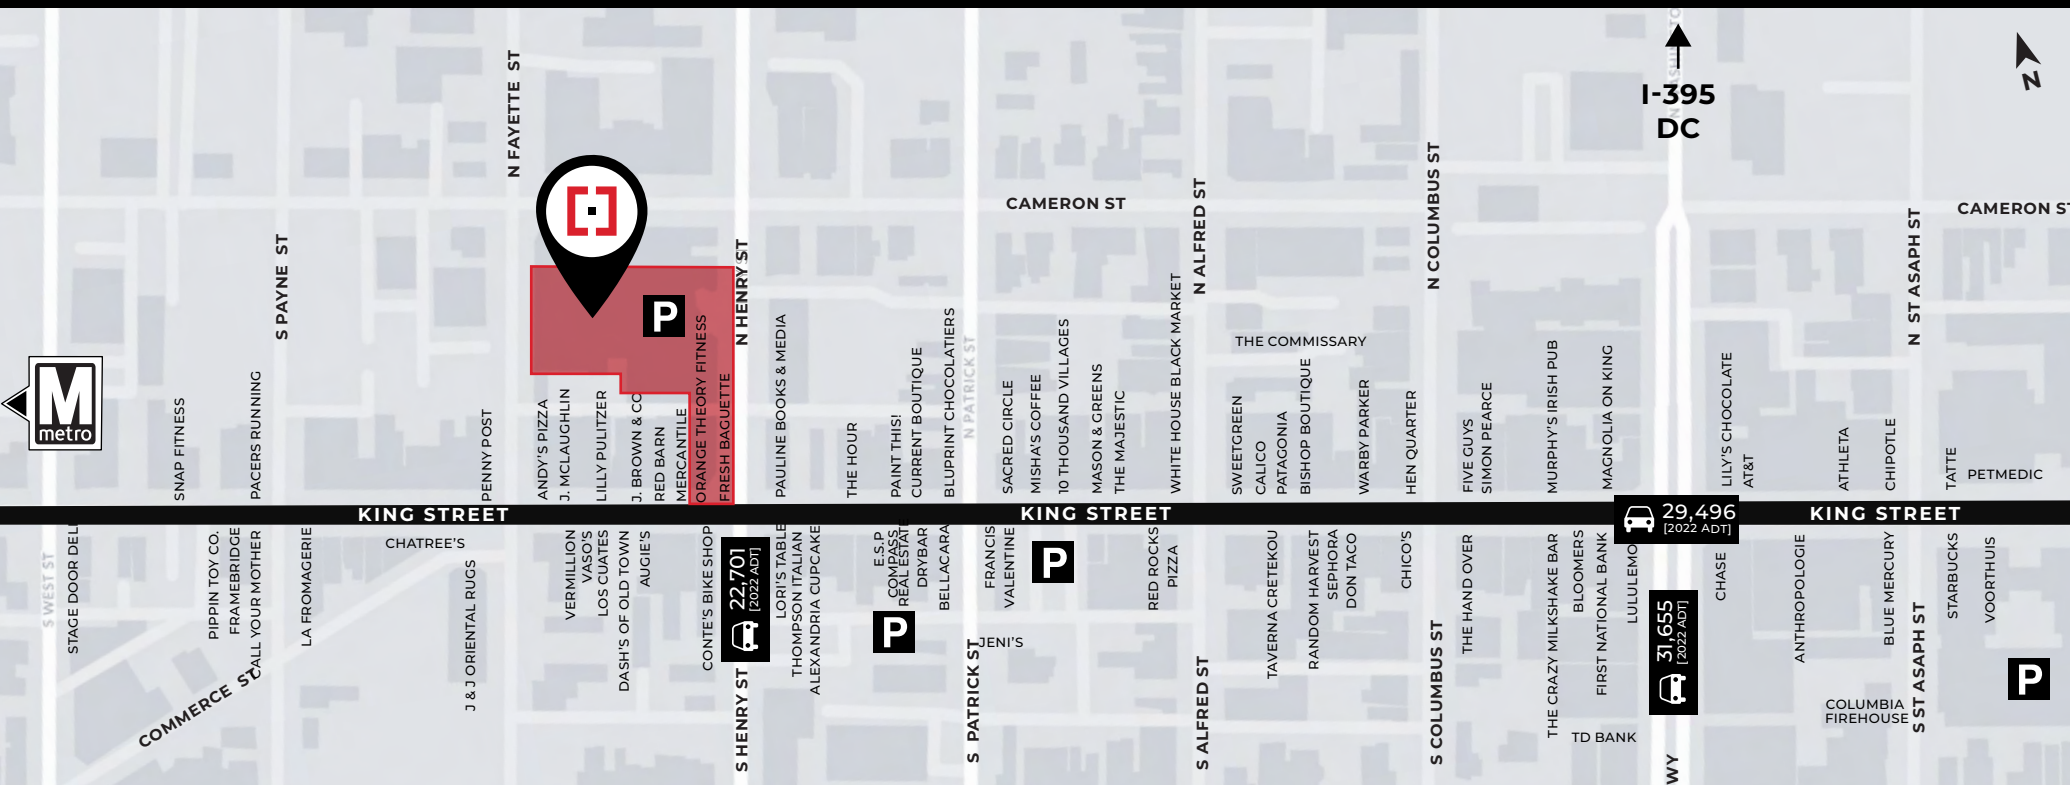 N FAYETTE ST
I-395
DC
N
CAMERON ST
CAMERON ST
S PAYNE ST
N HENRY ST
N PATRICK ST
N ALFRED ST
N COLUMBUS ST
N ST ASAPH ST
M
metro
P
SNAP FITNESS
PACERS RUNNING
PENNY POST
ANDY'S PIZZA
J. MCLAUGHLIN
LILLY PULITZER
J. BROWN & CO
RED BARN
MERCANTILE
ORANGE THEORY FITNESS
FRESH BAGUETTE
PAULINE BOOKS & MEDIA
THE HOUR
PAINT THIS!
CURRENT BOUTIQUE
BLUPRINT CHOCOLATIERS
SACRED CIRCLE
MISHA'S COFFEE
10 THOUSAND VILLAGES
MASON & GREENS
THE MAJESTIC
WHITE HOUSE BLACK MARKET
THE COMMISSARY
SWEETGREEN
CALICO
PATAGONIA
BISHOP BOUTIQUE
WARBY PARKER
HEN QUARTER
FIVE GUYS
SIMON PEARCE
MURPHY'S IRISH PUB
MAGNOLIA ON KING
LILY'S CHOCOLATE
AT&T
ATHLETA
CHIPOTLE
TATTE
PETMEDIC
KING STREET
KING STREET
29,496
[2022 ADT]
KING STREET
S WEST ST
STAGE DOOR DELI
PIPPIN TOY CO.
FRAMEBRIDGE
CALL YOUR MOTHER
LA FROMAGERIE
COMMERCE ST
CHATREE'S
J & J ORIENTAL RUGS
VERMILLION
VASO'S
LOS CUATES
DASH'S OF OLD TOWN
AUGIE'S
CONTE'S BIKE SHOP
22,701
[2022 ADT]
S HENRY ST
LORI'S TABLE
THOMPSON ITALIAN
ALEXANDRIA CUPCAKE
E.S.P
COMPASS
REAL ESTATE
DRYBAR
BELLACARA
P
S PATRICK ST
JENI'S
FRANCIS
VALENTINE
P
RED ROCKS
PIZZA
S ALFRED ST
TAVERNA CRETEKOU
RANDOM HARVEST
SEPHORA
DON TACO
CHICO'S
S COLUMBUS ST
THE HAND OVER
THE CRAZY MILKSHAKE BAR
BLOOMERS
FIRST NATIONAL BANK
LULULEMO
TD BANK
31,655
[2022 ADT]
WY
CHASE
ANTHROPOLOGIE
BLUE MERCURY
COLUMBIA
FIREHOUSE
S ST ASAPH ST
STARBUCKS
VOORTHUIS
P